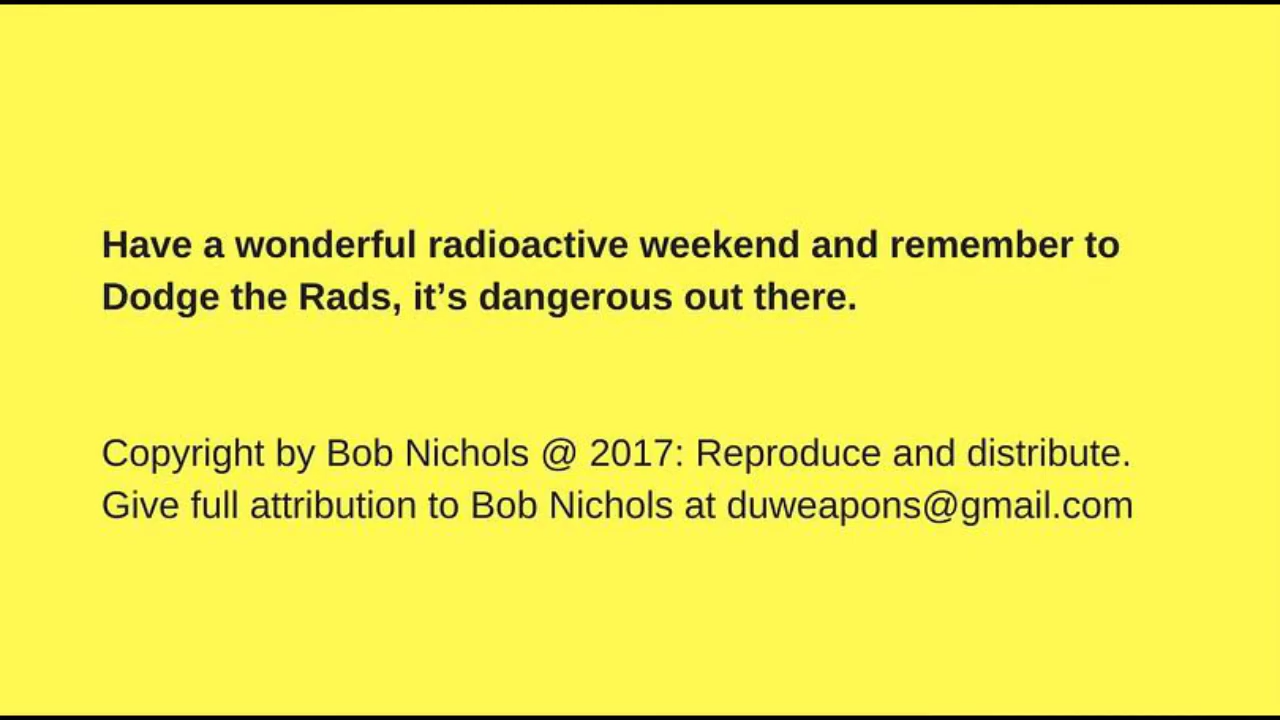 Have a wonderful radioactive weekend and remember to
Dodge the Rads, it’s dangerous out there.
Copyright by Bob Nichols @ 2017: Reproduce and distribute.
Give full attribution to Bob Nichols at duweapons@gmail.com